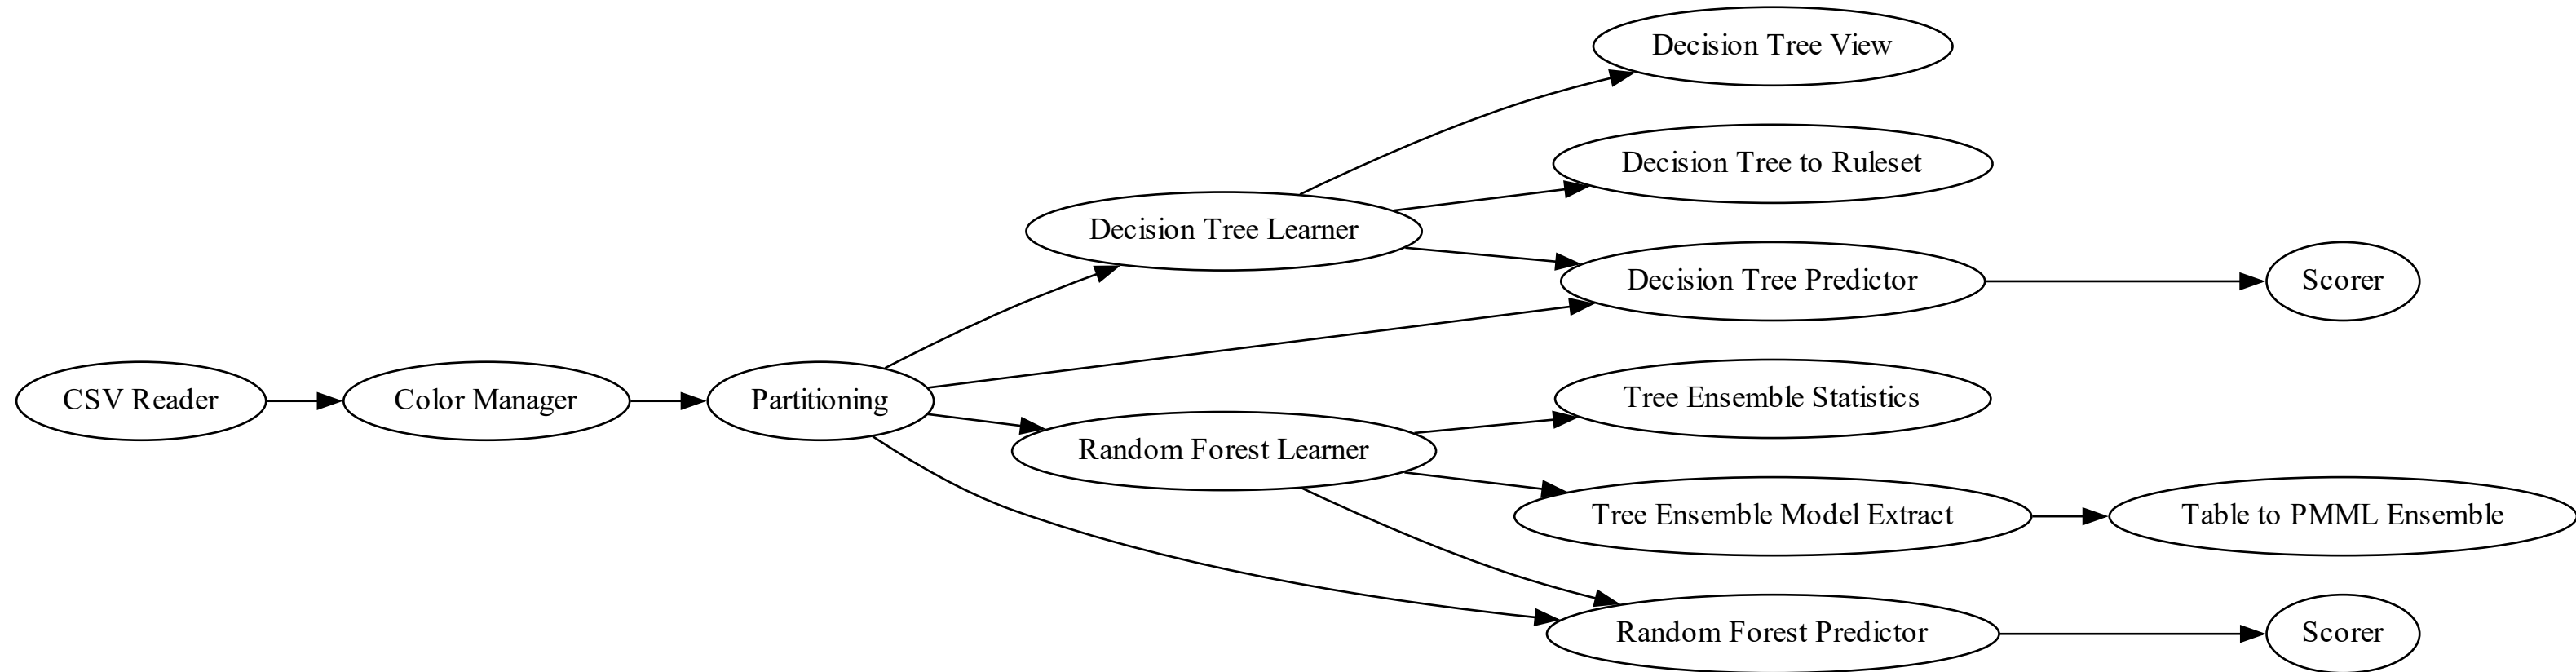 Decision Tree View
Decision Tree to Ruleset
Decision Tree Learner
Decision Tree Predictor
Scorer
CSV Reader
Color Manager
Partitioning
Tree Ensemble Statistics
Random Forest Learner
Tree Ensemble Model Extract
Table to PMML Ensemble
Random Forest Predictor
Scorer